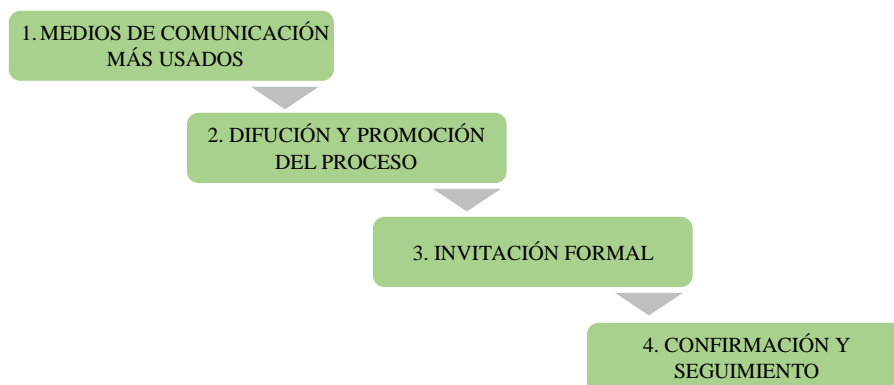 1. MEDIOS DE COMUNICACIÓN
MÁS USADOS
2. DIFUCIÓN Y PROMOCIÓN
DEL PROCESO
3. INVITACIÓN FORMAL
4. CONFIRMACIÓN Y
SEGUIMIENTO